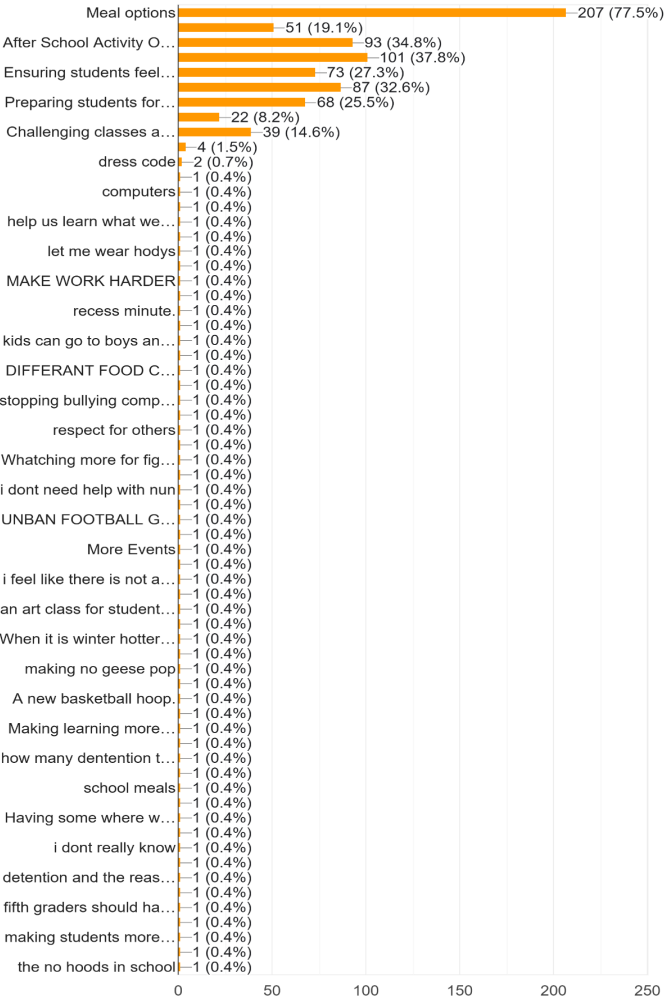 Meal options 207 (77.5%)
51 (19.1%)
After School Activity O… 93 (34.8%)
101 (37.8%)
Ensuring students feel… 73 (27.3%)
87 (32.6%)
Preparing students for… 68 (25.5%)
22 (8.2%)
Challenging classes a… 39 (14.6%)
4 (1.5%)
dress code 2 (0.7%)
1 (0.4%)
computers 1 (0.4%)
1 (0.4%)
help us learn what we… 1 (0.4%)
1 (0.4%)
let me wear hodys 1 (0.4%)
1 (0.4%)
MAKE WORK HARDER 1 (0.4%)
1 (0.4%)
recess minute. 1 (0.4%)
1 (0.4%)
kids can go to boys an… 1 (0.4%)
1 (0.4%)
DIFFERANT FOOD C… 1 (0.4%)
1 (0.4%)
stopping bullying comp… 1 (0.4%)
1 (0.4%)
respect for others 1 (0.4%)
1 (0.4%)
Whatching more for fig… 1 (0.4%)
1 (0.4%)
i dont need help with nun 1 (0.4%)
1 (0.4%)
UNBAN FOOTBALL G… 1 (0.4%)
1 (0.4%)
More Events 1 (0.4%)
1 (0.4%)
i feel like there is not a… 1 (0.4%)
1 (0.4%)
an art class for student… 1 (0.4%)
1 (0.4%)
When it is winter hotter… 1 (0.4%)
1 (0.4%)
making no geese pop 1 (0.4%)
1 (0.4%)
A new basketball hoop. 1 (0.4%)
1 (0.4%)
Making learning more… 1 (0.4%)
1 (0.4%)
how many dentention t… 1 (0.4%)
1 (0.4%)
school meals 1 (0.4%)
1 (0.4%)
Having some where w… 1 (0.4%)
1 (0.4%)
i dont really know 1 (0.4%)
1 (0.4%)
detention and the reas… 1 (0.4%)
1 (0.4%)
fifth graders should ha… 1 (0.4%)
1 (0.4%)
making students more… 1 (0.4%)
1 (0.4%)
the no hoods in school 1 (0.4%)
0 50 100 150 200 250